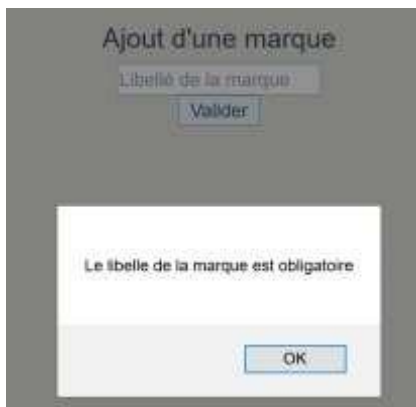 Ajout d'une marque
Libellé de la marque
Valider
Le libelle de la marque est obligatoire
OK